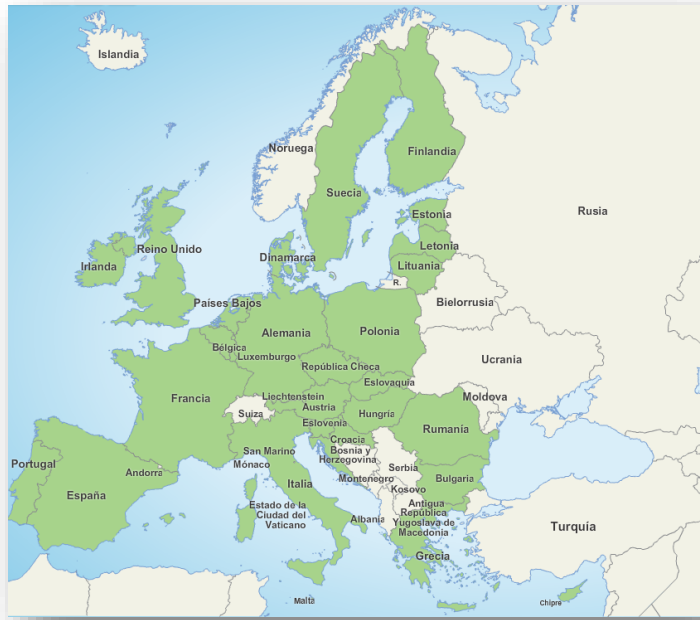 Islandia
Noruega
Finlandia
Suecia
Rusia
Estonia
Reino Unido
Letonia
Dinamarca
Irlanda
Lituania
R.
Países Bajos
Bielorrusia
Alemania
Polonia
Bélgica
Luxemburgo
Ucrania
República Checa
Eslovaquia
Francia
Liechtenstein
Moldova
Austria
Suiza
Hungría
Eslovenia
Rumanía
Croacia
San Marino
Bosnia y
Herzegovina
Portugal
Mónaco
Serbia
Andorra
Montenegro
Bulgaria
Italia
Kosovo
España
Estado de la
Ciudad del
Vaticano
Antigua
República
Yugoslava de
Macedonia
Albania
Turquía
Grecia
Malta
Chipre